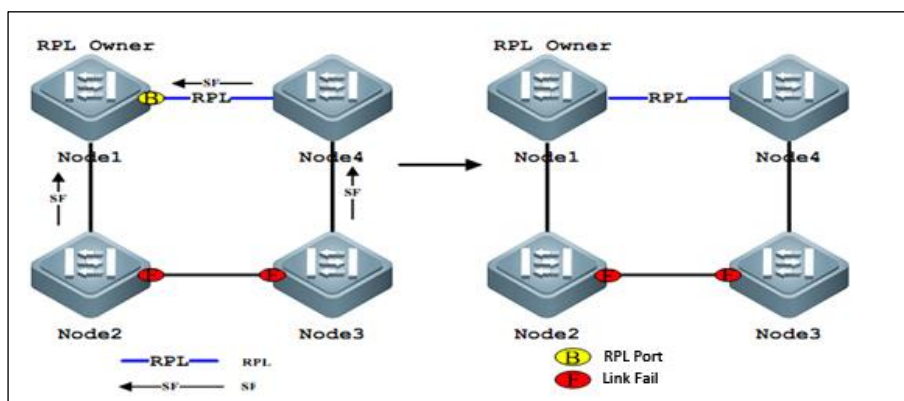 RPL Owner
SF
B
RPL
Node1
Node4
SF
SF
F
F
Node2
Node3
RPL Owner
RPL
Node1
Node4
F
F
Node2
Node3
RPL RPL
SF SF
B RPL Port
F Link Fail